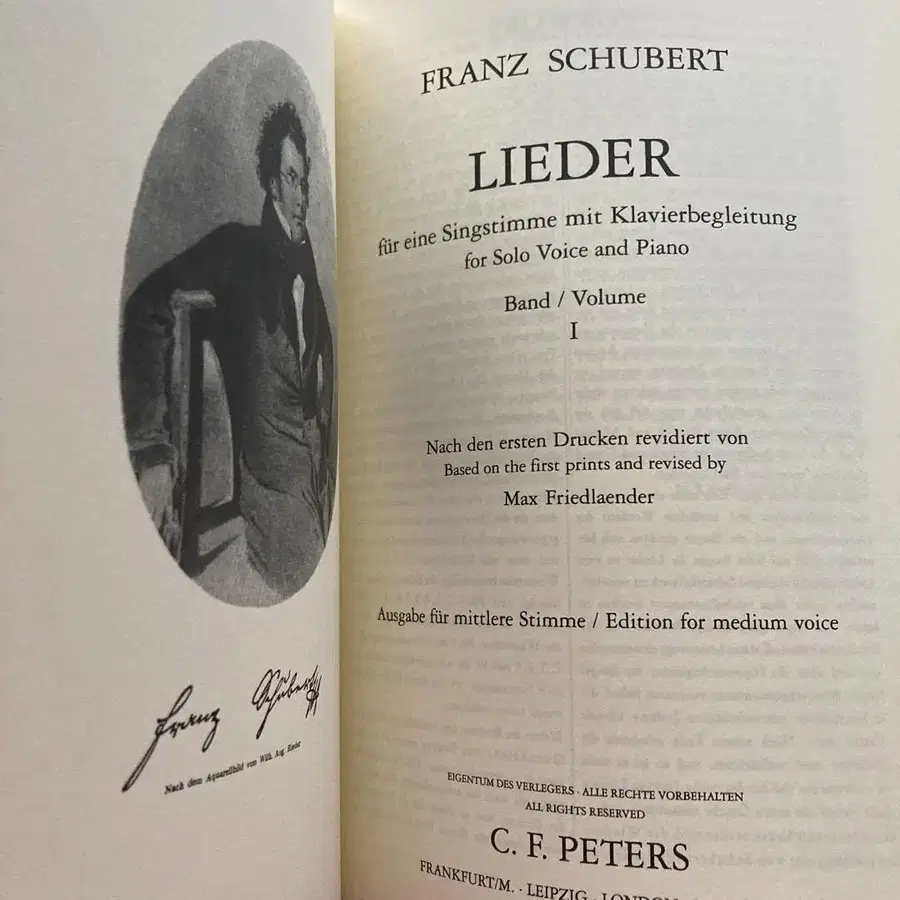 Franz Schubert
Nach dem Aquarellbild von Wilh. Aug. Rieder
FRANZ SCHUBERT
LIEDER
für eine Singstimme mit Klavierbegleitung
for Solo Voice and Piano
Band / Volume
I
Nach den ersten Drucken revidiert von
Based on the first prints and revised by
Max Friedlaender
Ausgabe für mittlere Stimme / Edition for medium voice
EIGENTUM DES VERLEGERS · ALLE RECHTE VORBEHALTEN
ALL RIGHTS RESERVED
C. F. PETERS
FRANKFURT/M. · LEIPZIG · LONDON